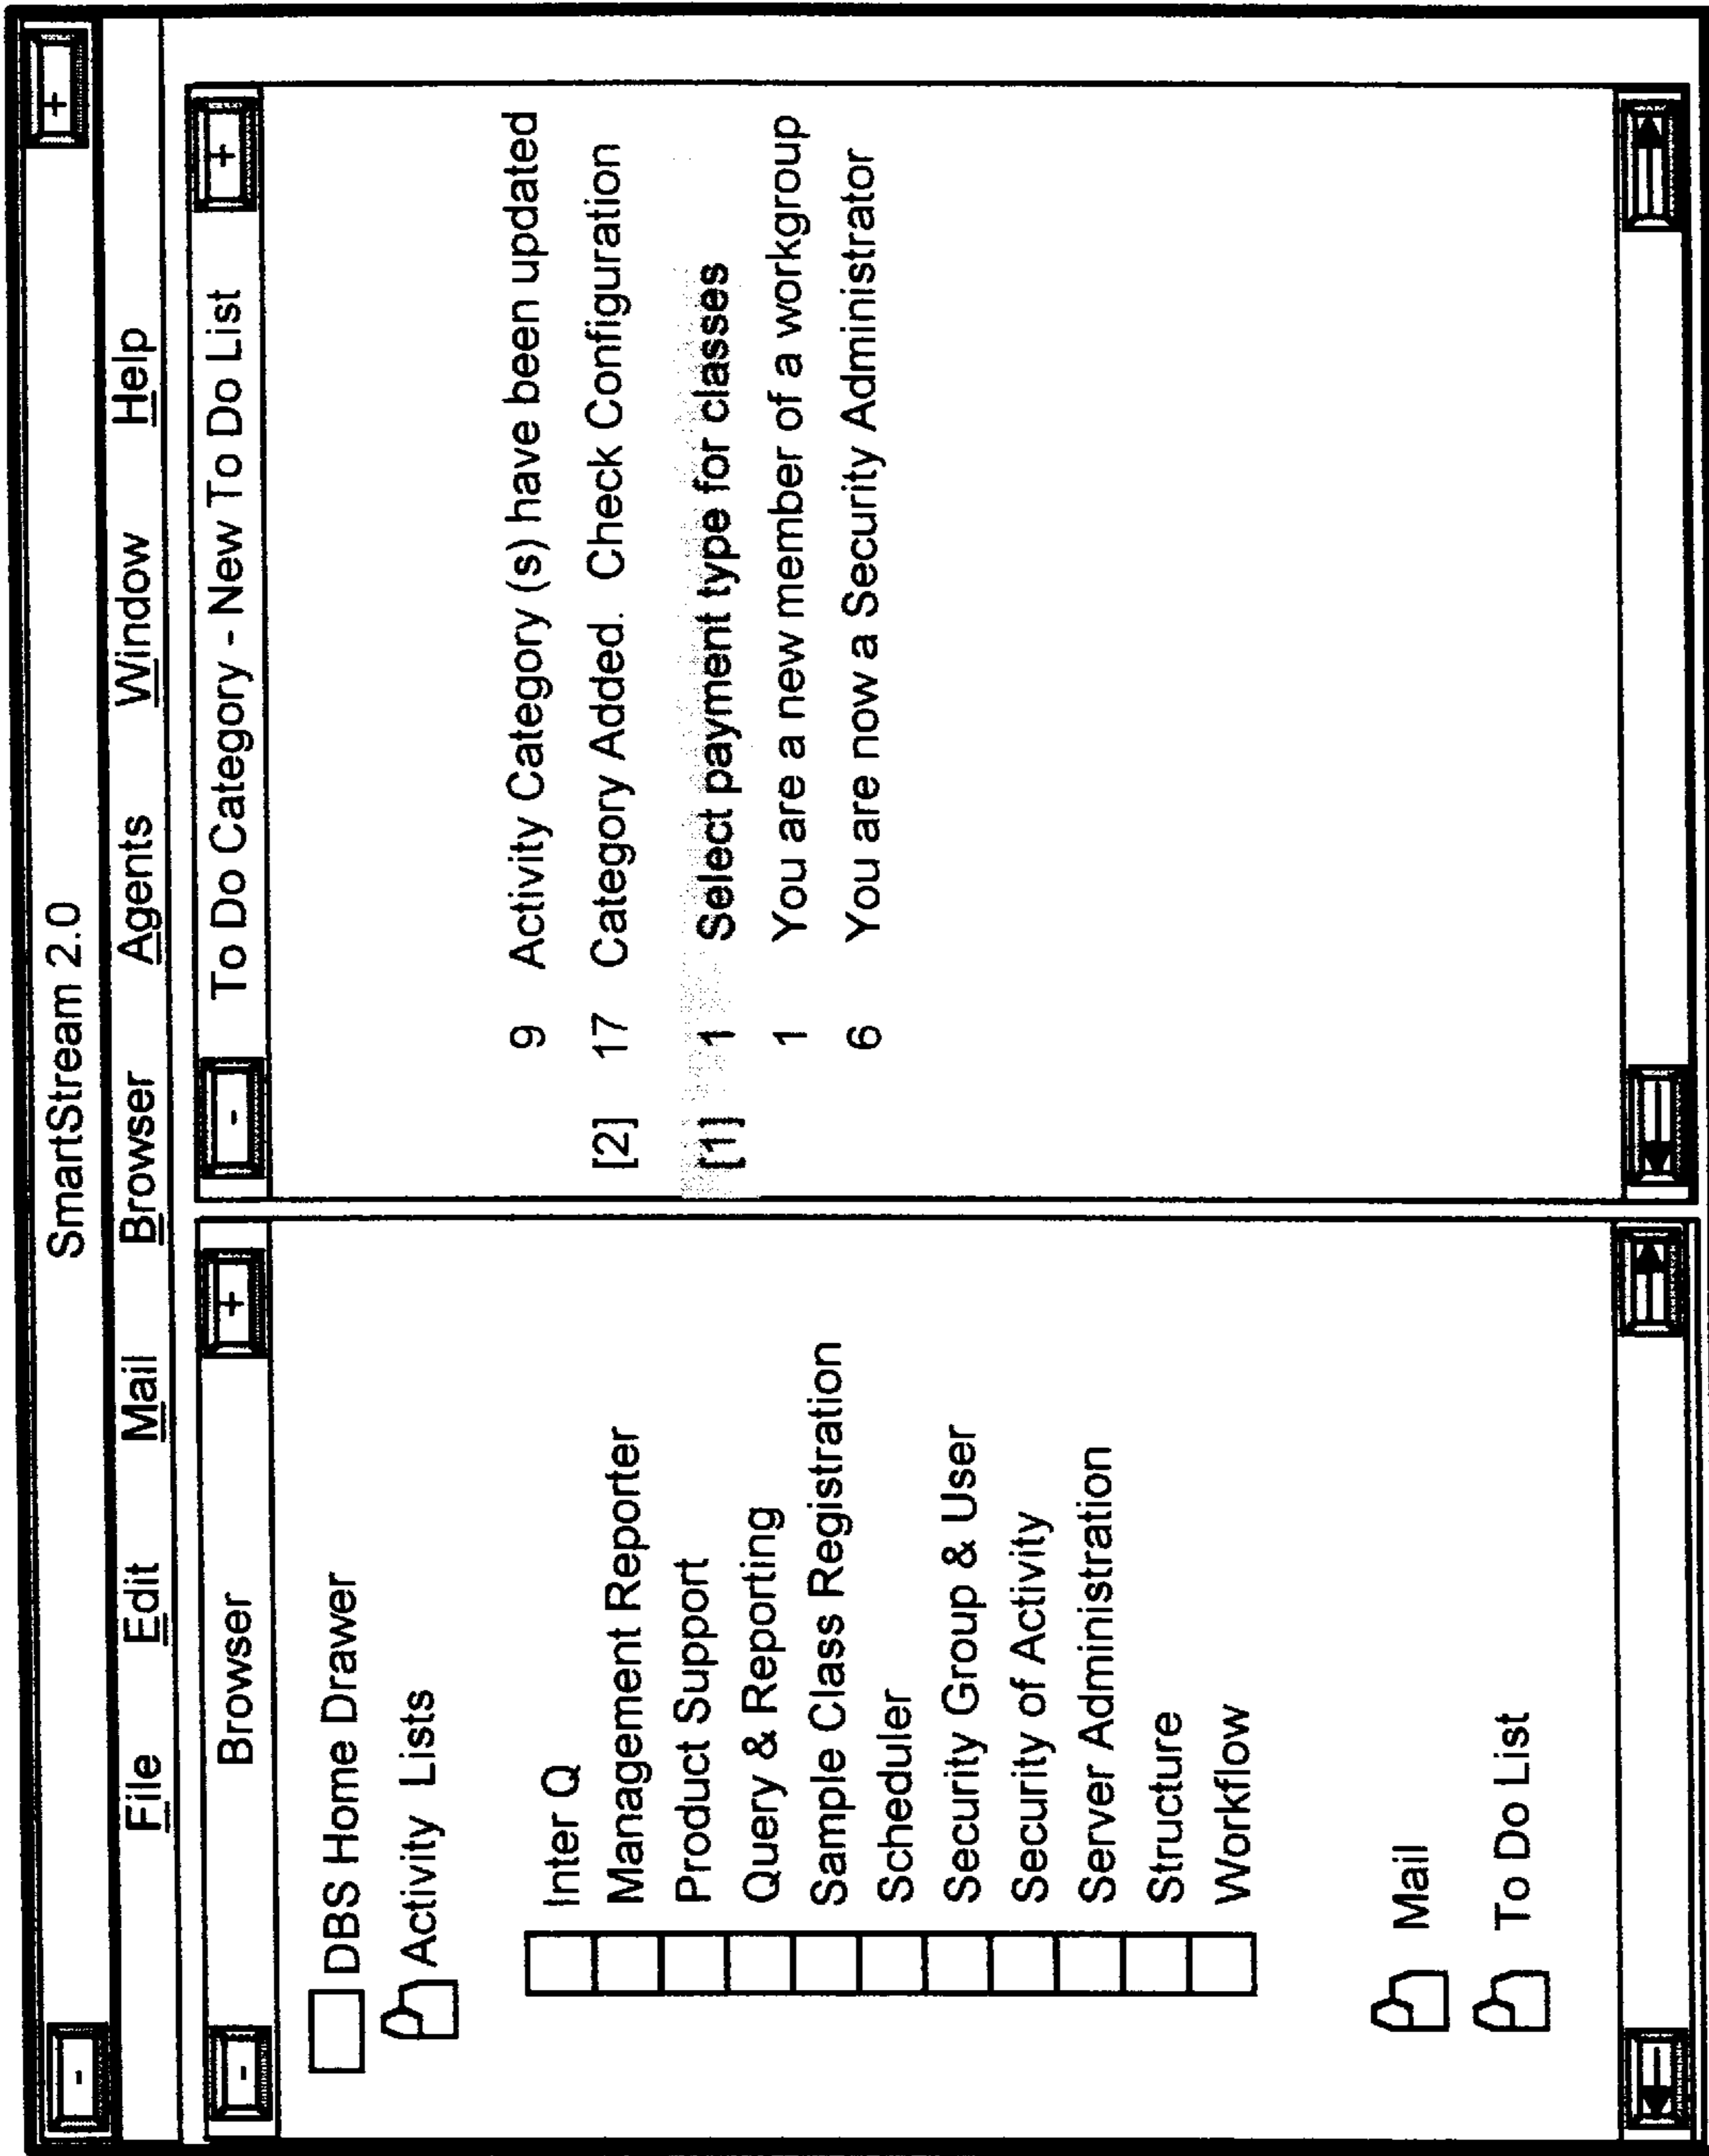 SmartStream 2.0
- +
File Edit Mail Browser Agents Window Help
- Browser +
DBS Home Drawer
Activity Lists
Inter Q
Management Reporter
Product Support
Query & Reporting
Sample Class Registration
Scheduler
Security Group & User
Security of Activity
Server Administration
Structure
Workflow
Mail
To Do List
- To Do Category - New To Do List +
9 Activity Category (s) have been updated
[2] 17 Category Added. Check Configuration
[1] 1 Select payment type for classes
1 You are a new member of a workgroup
6 You are now a Security Administrator